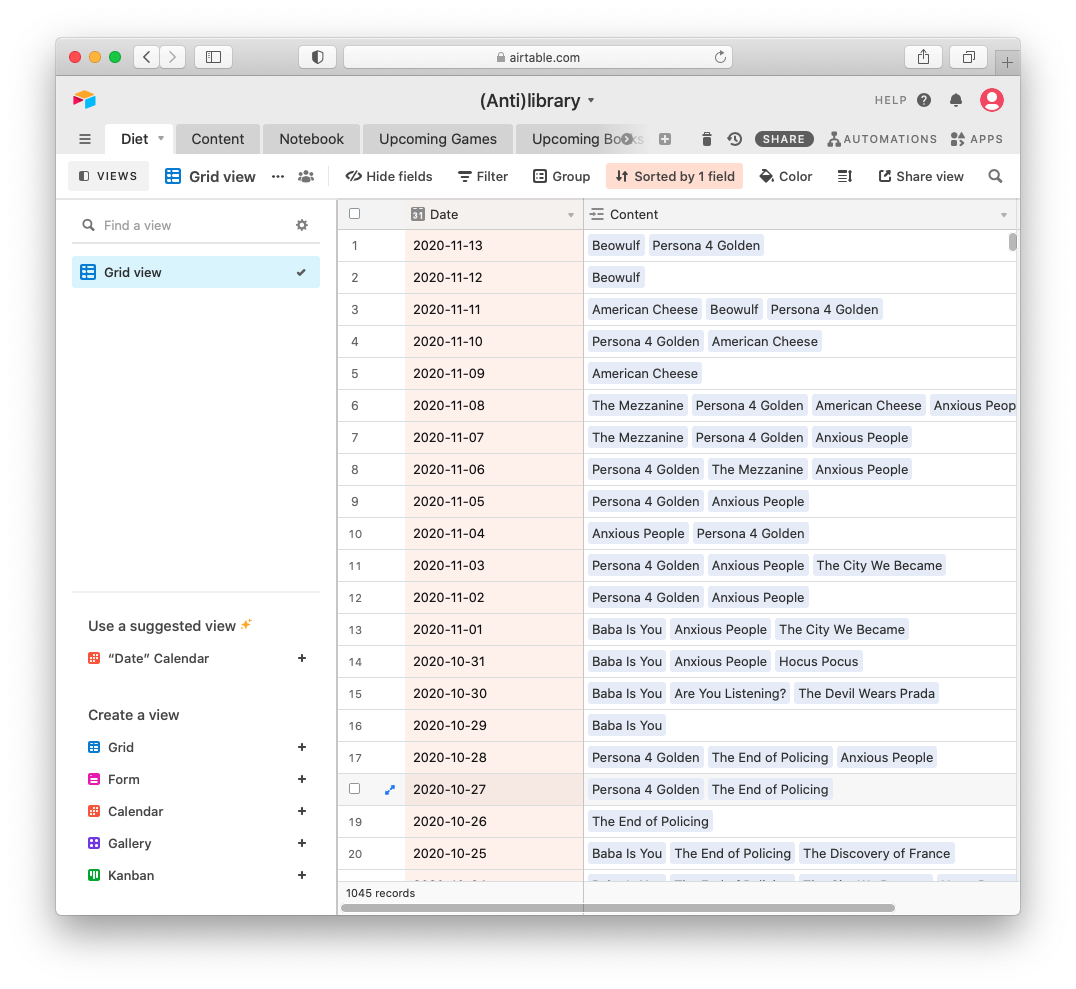 airtable.com
(Anti)library
HELP
Diet Content Notebook Upcoming Games Upcoming Books SHARE AUTOMATIONS APPS
VIEWS Grid view Hide fields Filter Group Sorted by 1 field Color Share view
Find a view
Grid view
Use a suggested view
“Date” Calendar
Create a view
Grid
Form
Calendar
Gallery
Kanban
31 Date Content
1 2020-11-13 Beowulf Persona 4 Golden
2 2020-11-12 Beowulf
3 2020-11-11 American Cheese Beowulf Persona 4 Golden
4 2020-11-10 Persona 4 Golden American Cheese
5 2020-11-09 American Cheese
6 2020-11-08 The Mezzanine Persona 4 Golden American Cheese Anxious Peop
7 2020-11-07 The Mezzanine Persona 4 Golden Anxious People
8 2020-11-06 Persona 4 Golden The Mezzanine Anxious People
9 2020-11-05 Persona 4 Golden Anxious People
10 2020-11-04 Anxious People Persona 4 Golden
11 2020-11-03 Persona 4 Golden Anxious People The City We Became
12 2020-11-02 Persona 4 Golden Anxious People
13 2020-11-01 Baba Is You Anxious People The City We Became
14 2020-10-31 Baba Is You Anxious People Hocus Pocus
15 2020-10-30 Baba Is You Are You Listening? The Devil Wears Prada
16 2020-10-29 Baba Is You
17 2020-10-28 Persona 4 Golden The End of Policing Anxious People
2020-10-27 Persona 4 Golden The End of Policing
19 2020-10-26 The End of Policing
20 2020-10-25 Baba Is You The End of Policing The Discovery of France
1045 records